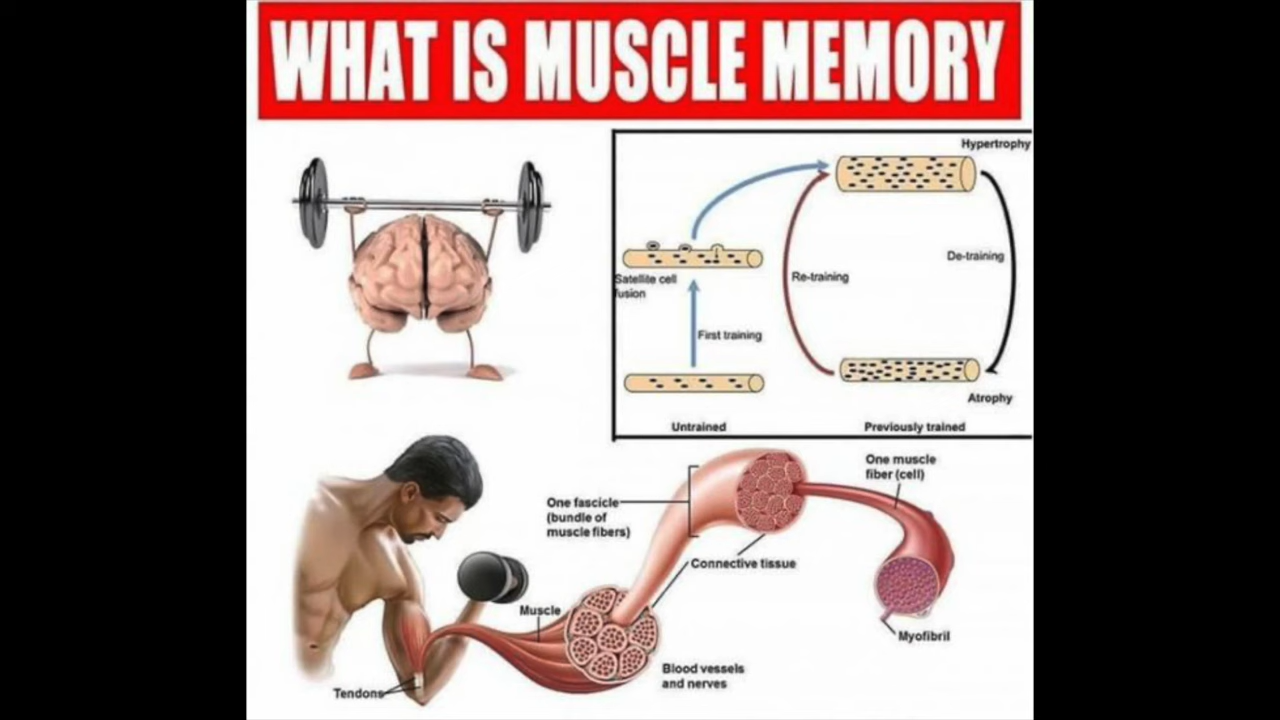 WHAT IS MUSCLE MEMORY
Hypertrophy
De-training
Re-training
Satellite cell
fusion
First training
Atrophy
Untrained
Previously trained
One muscle
fiber (cell)
One fascicle
(bundle of
muscle fibers)
Connective tissue
Muscle
Myofibril
Blood vessels
and nerves
Tendons